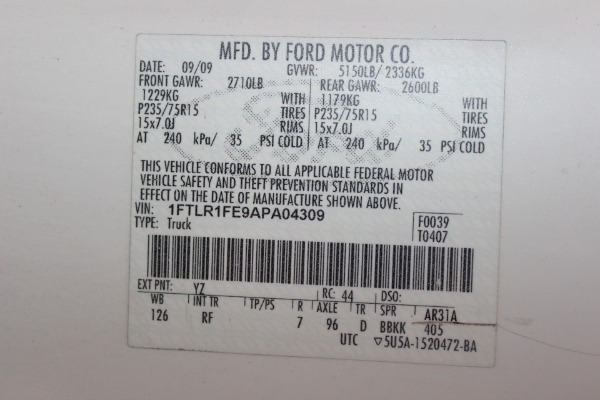 MFD. BY FORD MOTOR CO.
DATE: 09/09 GVWR: 5150LB/ 2336KG
FRONT GAWR: 2710LB REAR GAWR: 2600LB
1229KG WITH 1179KG WITH
P235/75R15 TIRES P235/75R15 TIRES
15x7.0J RIMS 15x7.0J RIMS
AT 240 kPa/ 35 PSI COLD AT 240 kPa/ 35 PSI COLD
THIS VEHICLE CONFORMS TO ALL APPLICABLE FEDERAL MOTOR
VEHICLE SAFETY AND THEFT PREVENTION STANDARDS IN
EFFECT ON THE DATE OF MANUFACTURE SHOWN ABOVE.
VIN: 1FTLR1FE9APA04309 F0039
TYPE: Truck T0407
EXT PNT: YZ RC: 44 DSO:
WB INT TR TP/PS R AXLE TR SPR AR31A
126 RF 7 96 D BBKK 405
UTC ▽5U5A-1520472-BA